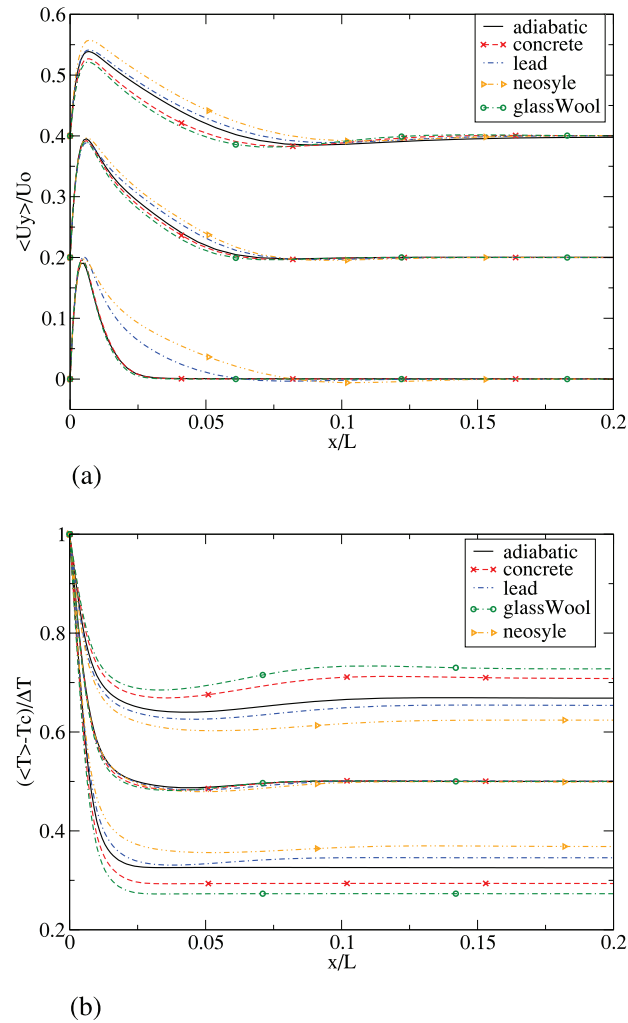 0.6
0.5
0.4
0.3
0.2
0.1
0
<Uy>/Uo
adiabatic
concrete
lead
neosyle
glassWool
0
0.05
0.1
0.15
0.2
x/L
(a)
1
0.8
0.6
0.4
0.2
(<T>-Tc)/ΔT
adiabatic
concrete
lead
glassWool
neosyle
0
0.05
0.1
0.15
0.2
x/L
(b)